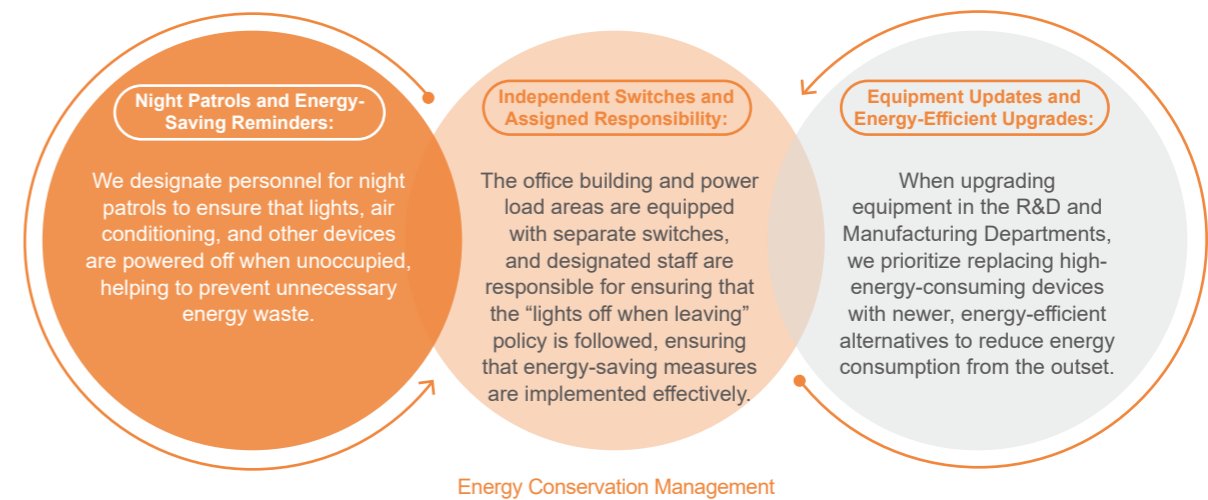 Night Patrols and Energy-
Saving Reminders:
We designate personnel for night
patrols to ensure that lights, air
conditioning, and other devices
are powered off when unoccupied,
helping to prevent unnecessary
energy waste.
Independent Switches and
Assigned Responsibility:
The office building and power
load areas are equipped
with separate switches,
and designated staff are
responsible for ensuring that
the “lights off when leaving”
policy is followed, ensuring
that energy-saving measures
are implemented effectively.
Equipment Updates and
Energy-Efficient Upgrades:
When upgrading
equipment in the R&D and
Manufacturing Departments,
we prioritize replacing high-
energy-consuming devices
with newer, energy-efficient
alternatives to reduce energy
consumption from the outset.
Energy Conservation Management